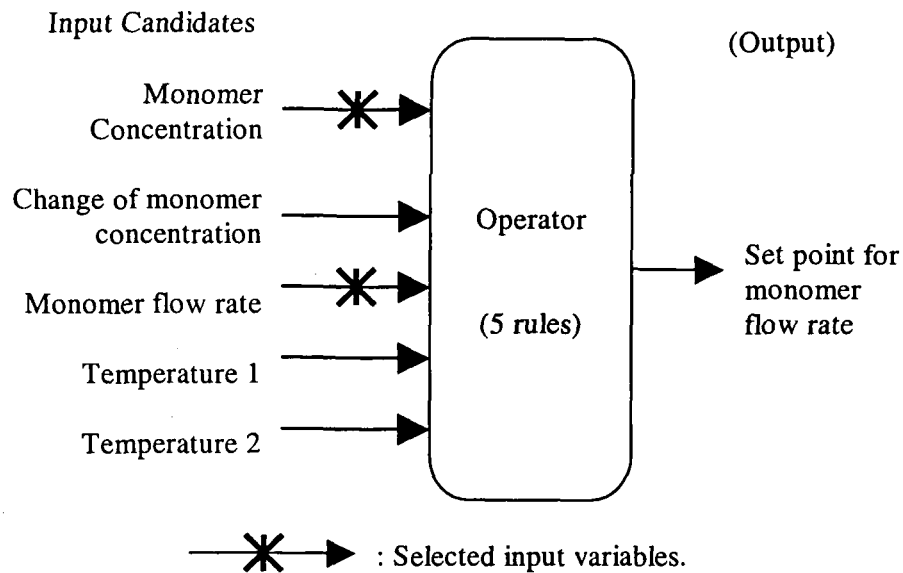 Input Candidates
(Output)
Monomer
Concentration
Change of monomer
concentration
Monomer flow rate
Temperature 1
Temperature 2
Operator
(5 rules)
Set point for
monomer
flow rate
: Selected input variables.